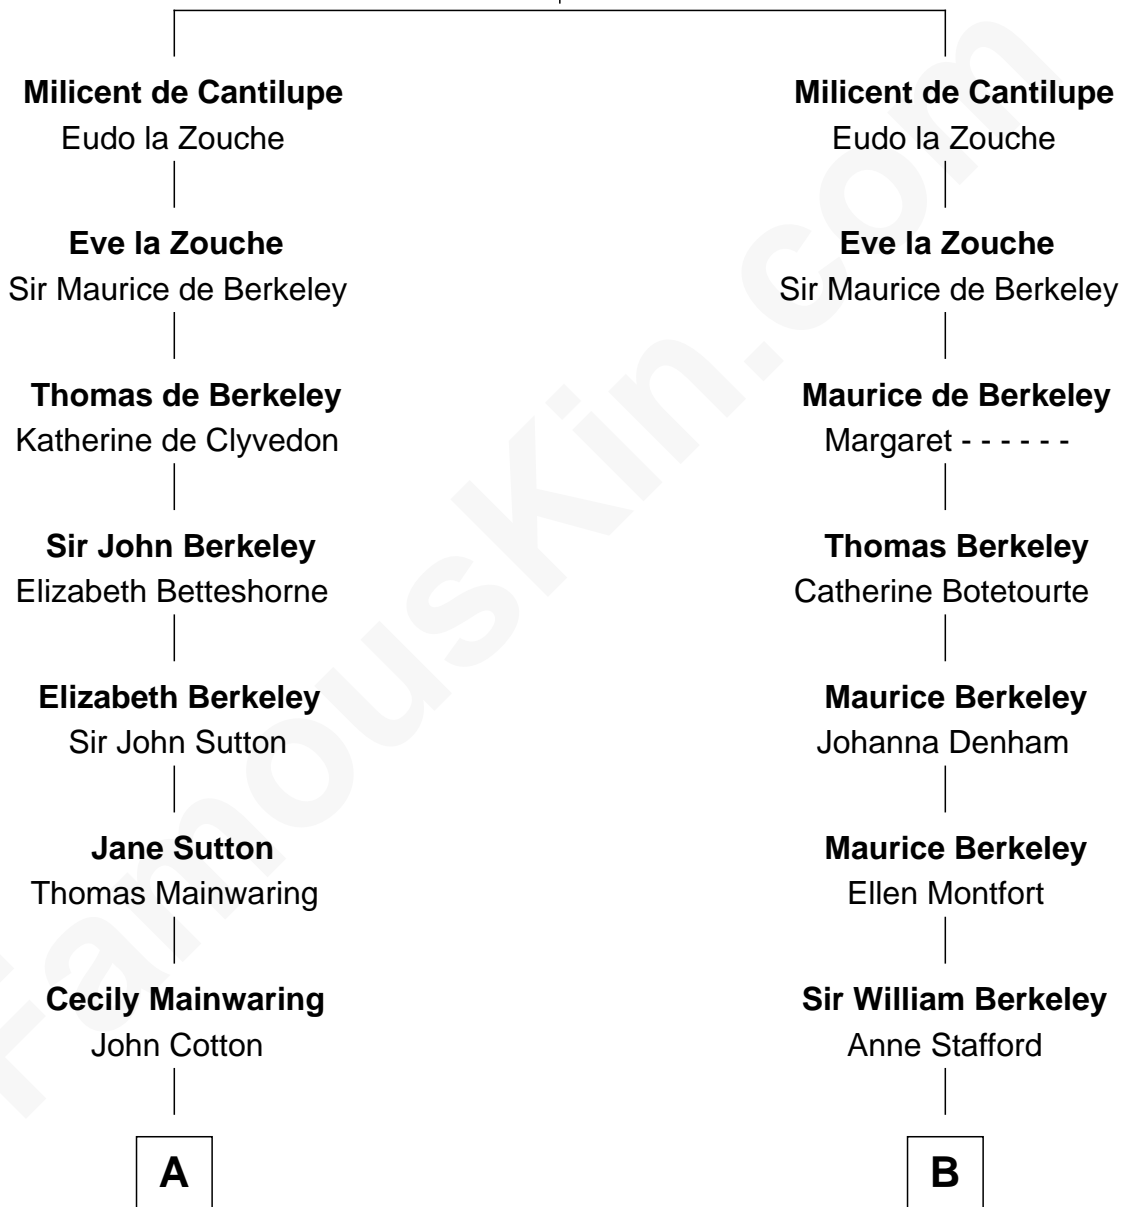 Milicent de Cantilupe
Eudo la Zouche
Eve la Zouche
Sir Maurice de Berkeley
Thomas de Berkeley
Katherine de Clyvedon
Sir John Berkeley
Elizabeth Betteshorne
Elizabeth Berkeley
Sir John Sutton
Jane Sutton
Thomas Mainwaring
Cecily Mainwaring
John Cotton
A
Milicent de Cantilupe
Eudo la Zouche
Eve la Zouche
Sir Maurice de Berkeley
Maurice de Berkeley
Margaret - - - - - -
Thomas Berkeley
Catherine Botetourte
Maurice Berkeley
Johanna Denham
Maurice Berkeley
Ellen Montfort
Sir William Berkeley
Anne Stafford
B
FamousKin.com